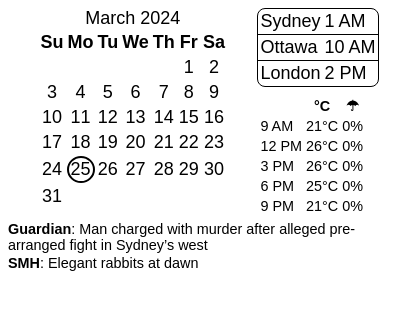 March 2024
Su Mo Tu We Th Fr Sa
1 2
3 4 5 6 7 8 9
10 11 12 13 14 15 16
17 18 19 20 21 22 23
24 25 26 27 28 29 30
31
Sydney 1 AM
Ottawa 10 AM
London 2 PM
°C ☂
9 AM 21°C 0%
12 PM 26°C 0%
3 PM 26°C 0%
6 PM 25°C 0%
9 PM 21°C 0%
Guardian: Man charged with murder after alleged pre-
arranged fight in Sydney’s west
SMH: Elegant rabbits at dawn